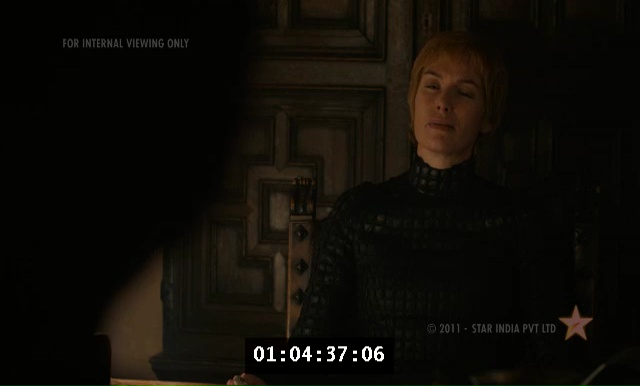 FOR INTERNAL VIEWING ONLY
© 2011 - STAR INDIA PVT LTD
01:04:37:06